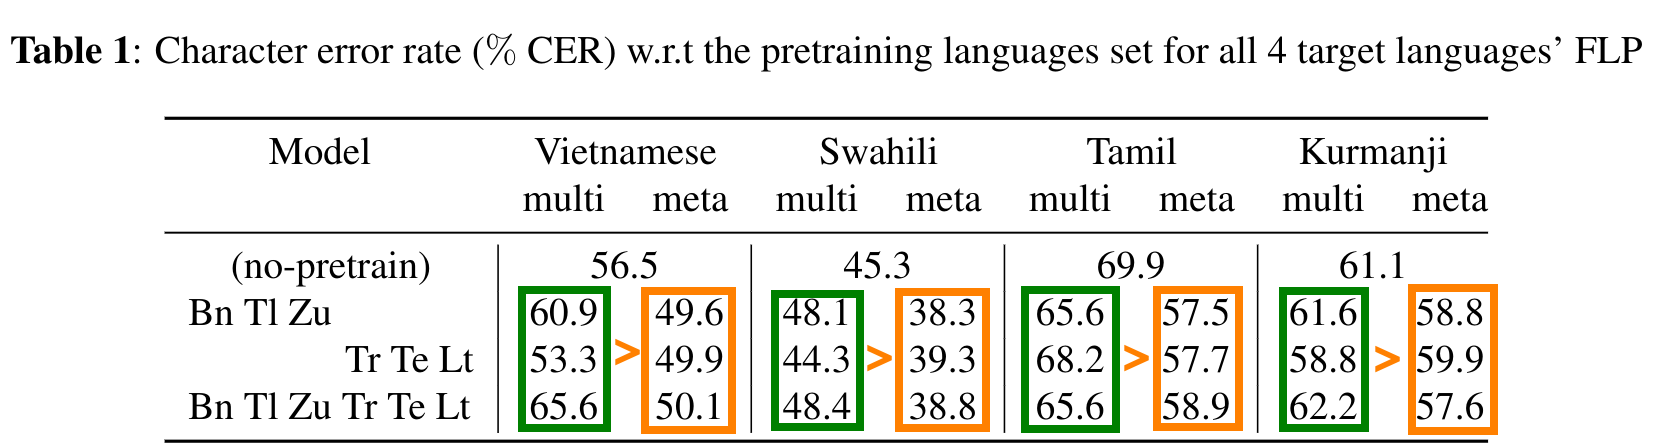 Table 1: Character error rate (% CER) w.r.t the pretraining languages set for all 4 target languages' FLP
Model Vietnamese Swahili Tamil Kurmanji
multi meta multi meta multi meta multi meta
(no-pretrain) 56.5 45.3 69.9 61.1
Bn Tl Zu 60.9 49.6 48.1 38.3 65.6 57.5 61.6 58.8
Tr Te Lt 53.3 > 49.9 44.3 > 39.3 68.2 > 57.7 58.8 > 59.9
Bn Tl Zu Tr Te Lt 65.6 50.1 48.4 38.8 65.6 58.9 62.2 57.6